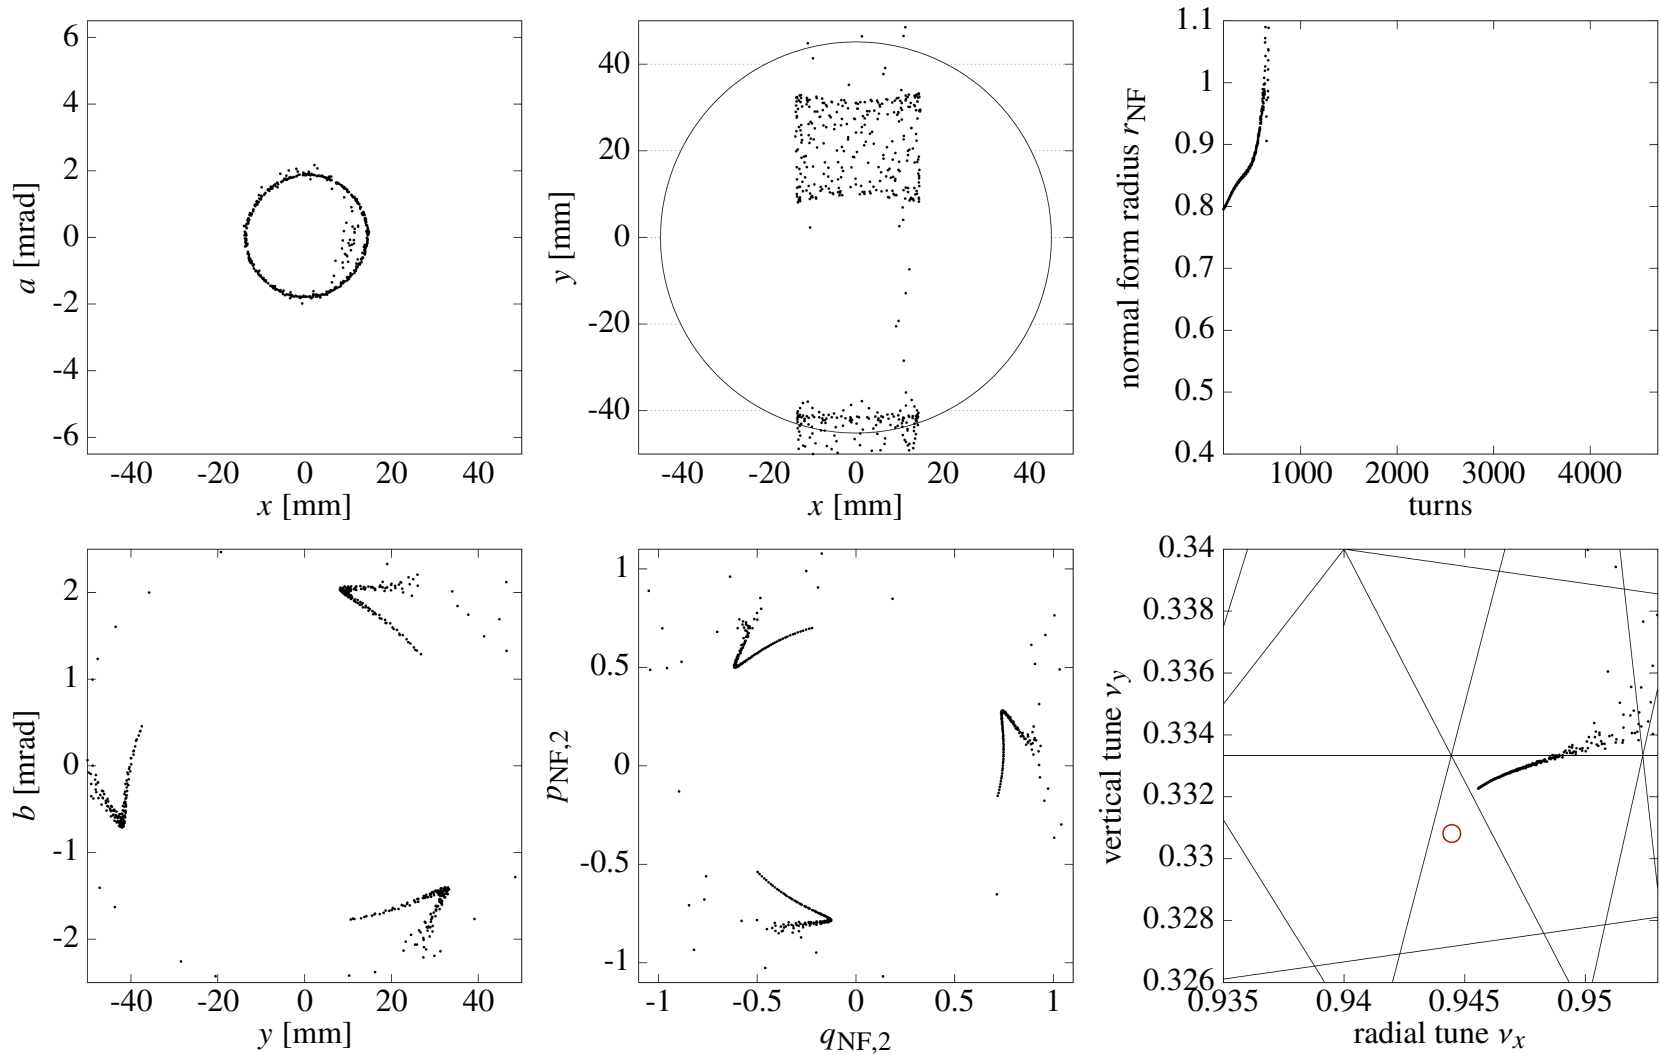 6
4
2
0
-2
-4
-6
-40 -20 0 20 40
a [mrad]
x [mm]
40
20
0
-20
-40
-40 -20 0 20 40
y [mm]
x [mm]
1.1
1
0.9
0.8
0.7
0.6
0.5
0.4
1000 2000 3000 4000
normal form radius rNF
turns
2
1
0
-1
-2
-40 -20 0 20 40
b [mrad]
y [mm]
1
0.5
0
-0.5
-1
-1 -0.5 0 0.5 1
pNF,2
qNF,2
0.34
0.338
0.336
0.334
0.332
0.33
0.328
0.326
0.935 0.94 0.945 0.95
vertical tune νy
radial tune νx